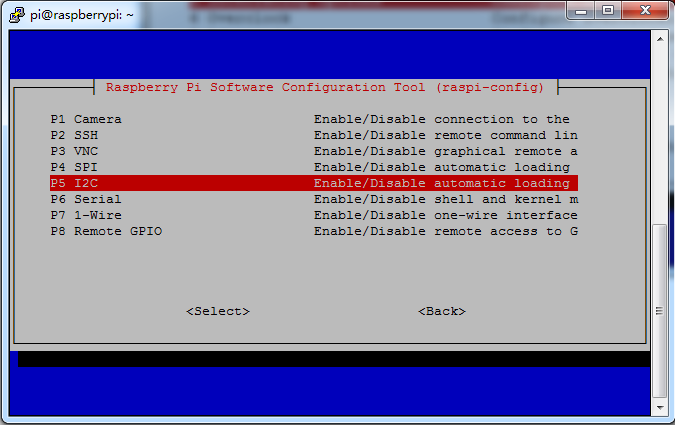 pi@raspberrypi: ~
Raspberry Pi Software Configuration Tool (raspi-config)
P1 Camera Enable/Disable connection to the
P2 SSH Enable/Disable remote command lin
P3 VNC Enable/Disable graphical remote a
P4 SPI Enable/Disable automatic loading
P5 I2C Enable/Disable automatic loading
P6 Serial Enable/Disable shell and kernel m
P7 1-Wire Enable/Disable one-wire interface
P8 Remote GPIO Enable/Disable remote access to G
<Select> <Back>